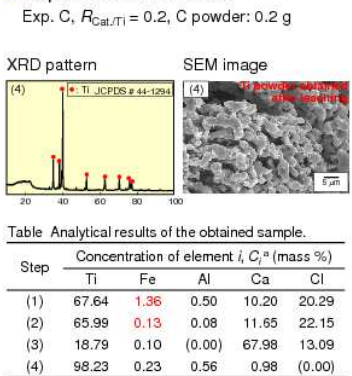 Exp. C, R_Cat./Ti = 0.2, C powder: 0.2 g
XRD pattern
SEM image
(4)
●: Ti JCPDS # 44-1294
20 40 60 80 100
(4)
Ti powder obtained
after leaching
5 μm
Table Analytical results of the obtained sample.
Step Concentration of element i, C_i^a (mass %)
Ti Fe Al Ca Cl
(1) 67.64 1.36 0.50 10.20 20.29
(2) 65.99 0.13 0.08 11.65 22.15
(3) 18.79 0.10 (0.00) 67.98 13.09
(4) 98.23 0.23 0.56 0.98 (0.00)